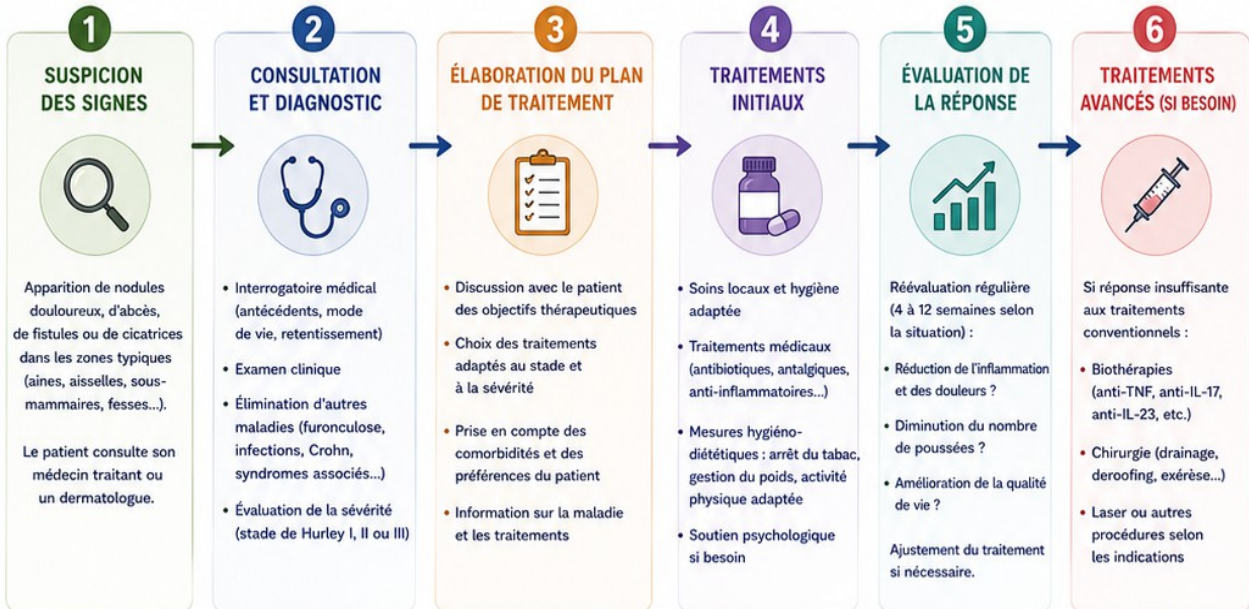 1
SUSPICION
DES SIGNES
Apparition de nodules
douloureux, d'abcès,
de fistules ou de cicatrices
dans les zones typiques
(aines, aisselles, sous-
mammaires, fesses...).
Le patient consulte son
médecin traitant ou
un dermatologue.
2
CONSULTATION
ET DIAGNOSTIC
• Interrogatoire médical
(antécédents, mode
de vie, retentissement)
• Examen clinique
• Élimination d'autres
maladies (furonculose,
infections, Crohn,
syndromes associés...)
• Évaluation de la sévérité
(stade de Hurley I, II ou III)
3
ÉLABORATION DU PLAN
DE TRAITEMENT
• Discussion avec le patient
des objectifs thérapeutiques
• Choix des traitements
adaptés au stade et
à la sévérité
• Prise en compte des
comorbidités et des
préférences du patient
• Information sur la maladie
et les traitements
4
TRAITEMENTS
INITIAUX
• Soins locaux et hygiène
adaptée
• Traitements médicaux
(antibiotiques, antalgiques,
anti-inflammatoires...)
• Mesures hygiéno-
diététiques : arrêt du tabac,
gestion du poids, activité
physique adaptée
• Soutien psychologique
si besoin
5
ÉVALUATION DE
LA RÉPONSE
Réévaluation régulière
(4 à 12 semaines selon
la situation) :
• Réduction de l'inflammation
et des douleurs ?
• Diminution du nombre
de poussées ?
• Amélioration de la qualité
de vie ?
Ajustement du traitement
si nécessaire.
6
TRAITEMENTS
AVANCÉS (SI BESOIN)
Si réponse insuffisante
aux traitements
conventionnels :
• Biothérapies
(anti-TNF, anti-IL-17,
anti-IL-23, etc.)
• Chirurgie (drainage,
deroofing, exérèse...)
• Laser ou autres
procédures selon
les indications